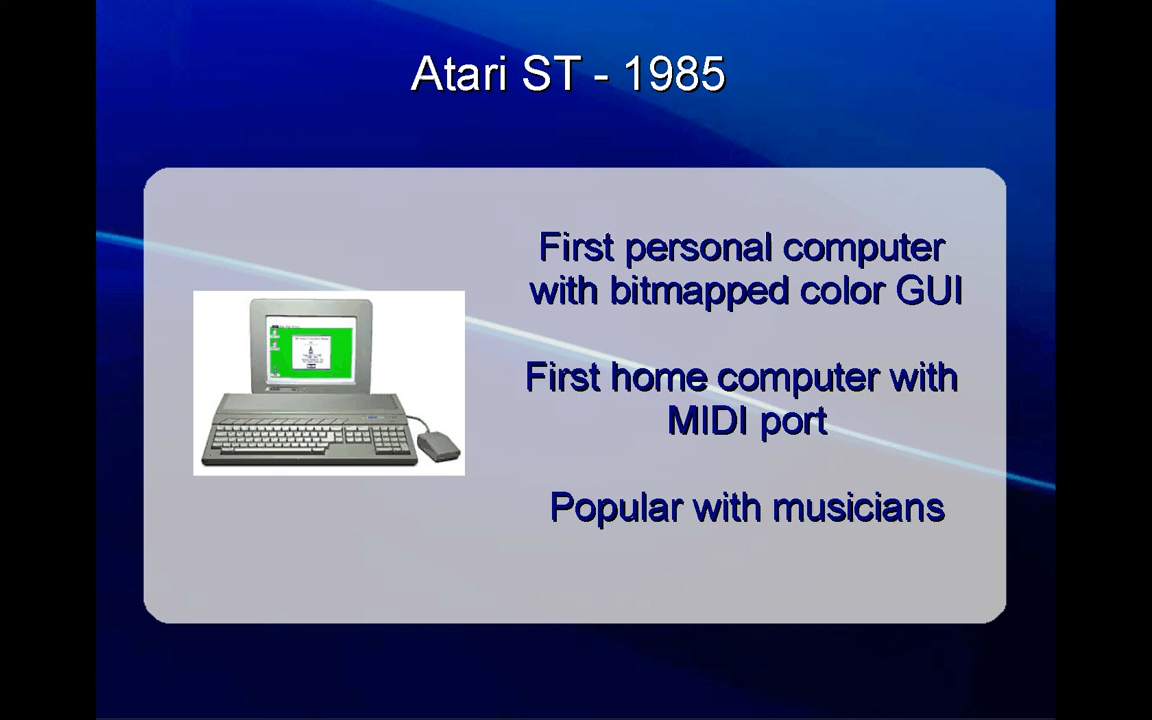 Atari ST - 1985
First personal computer
with bitmapped color GUI
First home computer with
MIDI port
Popular with musicians